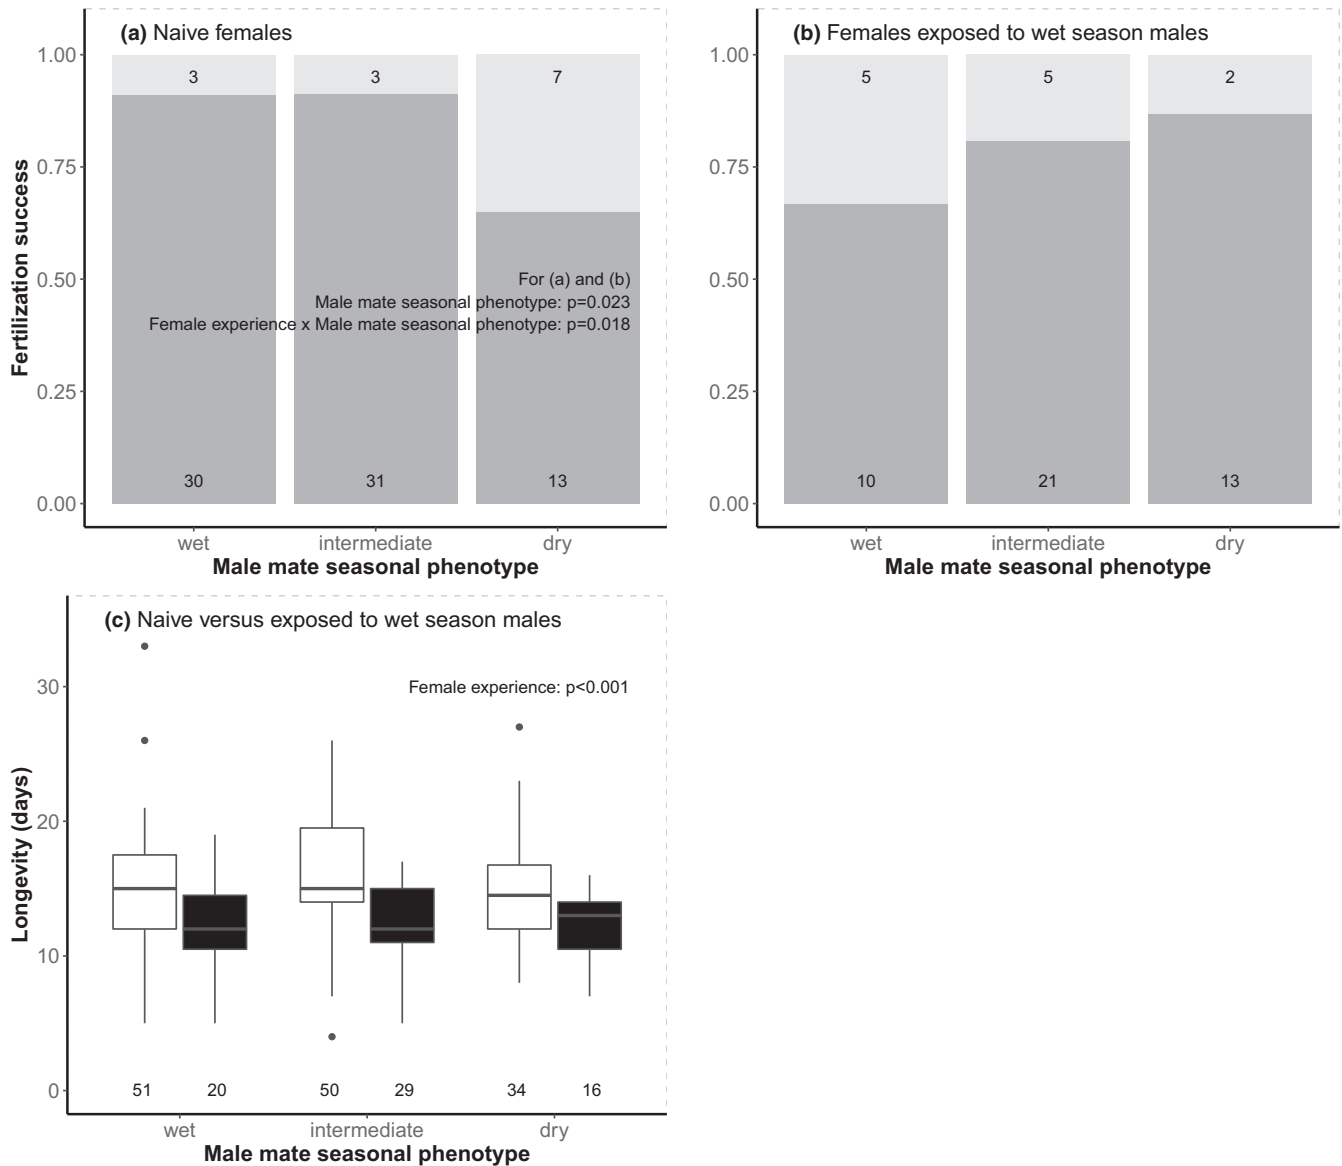 (a) Naive females
1.00
0.75
0.50
0.25
0.00
Fertilization success
3
3
7
For (a) and (b)
Male mate seasonal phenotype: p=0.023
Female experience x Male mate seasonal phenotype: p=0.018
30
31
13
wet
intermediate
dry
Male mate seasonal phenotype
(b) Females exposed to wet season males
1.00
0.75
0.50
0.25
0.00
5
5
2
10
21
13
wet
intermediate
dry
Male mate seasonal phenotype
(c) Naive versus exposed to wet season males
Female experience: p<0.001
30
20
10
0
Longevity (days)
51
20
50
29
34
16
wet
intermediate
dry
Male mate seasonal phenotype